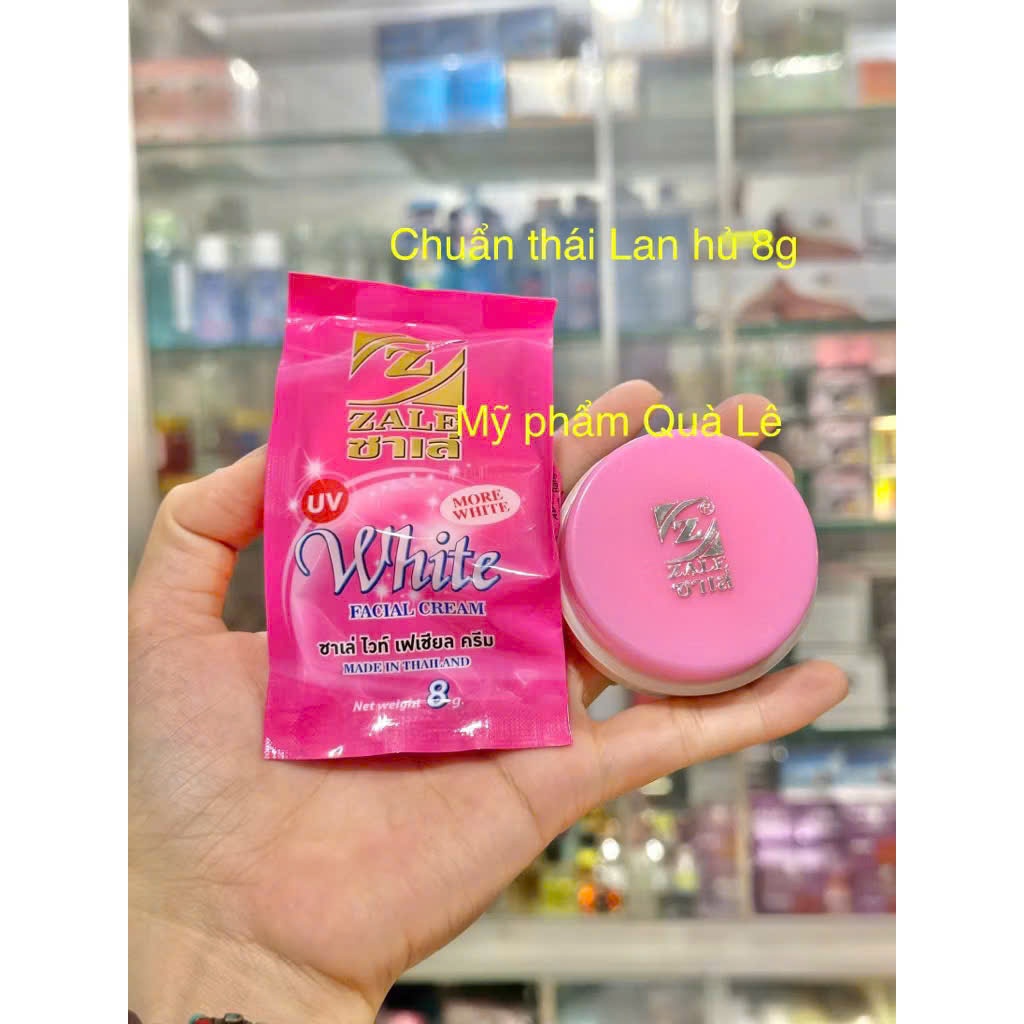 Chuẩn thái Lan hủ 8g
Z
ZALE
ซาเล่
Mỹ phẩm Quà Lê
UV
MORE
WHITE
White
FACIAL CREAM
ซาเล่ ไวท์ เฟเชียล ครีม
MADE IN THAILAND
Net weight 8 g.
Z®
ZALE
ซาเล่